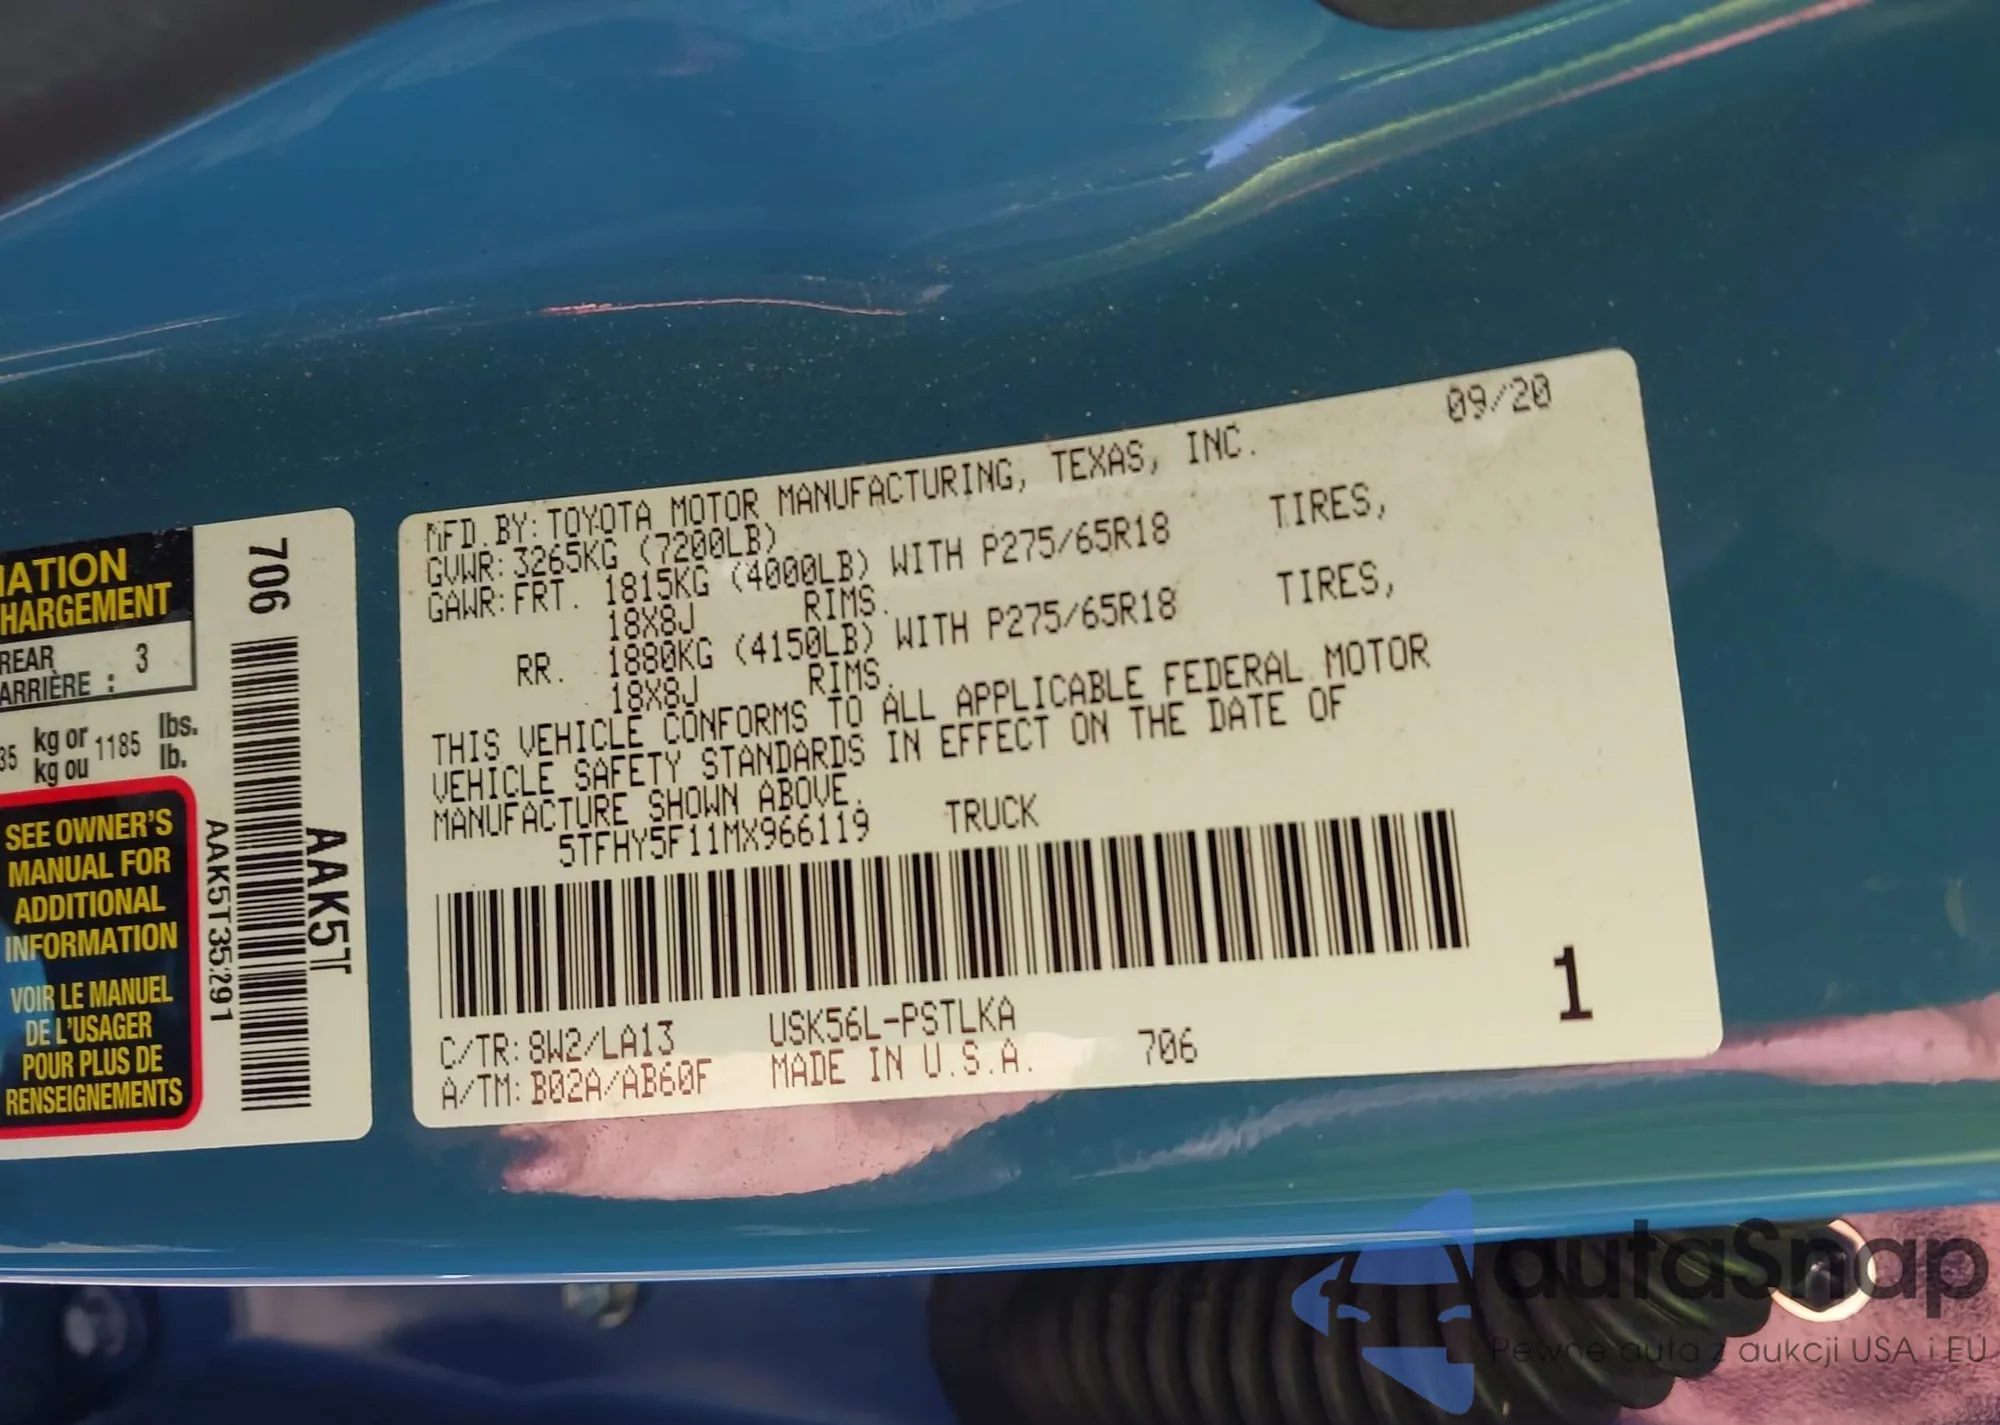 IATION
HARGEMENT
REAR 3
ARRIÈRE :
35 kg or 1185 lbs.
kg ou lb.
SEE OWNER'S
MANUAL FOR
ADDITIONAL
INFORMATION
VOIR LE MANUEL
DE L'USAGER
POUR PLUS DE
RENSEIGNEMENTS
706
AAK5T35291
AAK5T
09/20
MFD.BY:TOYOTA MOTOR MANUFACTURING, TEXAS, INC.
GVWR:3265KG (7200LB)
GAWR:FRT. 1815KG (4000LB) WITH P275/65R18 TIRES,
18X8J RIMS.
RR. 1880KG (4150LB) WITH P275/65R18 TIRES,
18X8J RIMS.
THIS VEHICLE CONFORMS TO ALL APPLICABLE FEDERAL MOTOR
VEHICLE SAFETY STANDARDS IN EFFECT ON THE DATE OF
MANUFACTURE SHOWN ABOVE.
5TFHY5F11MX966119 TRUCK
1
C/TR:8W2/LA13 USK56L-PSTLKA
A/TM:B02A/AB60F MADE IN U.S.A. 706
autaSnap
Pewne auta z aukcji USA i EU